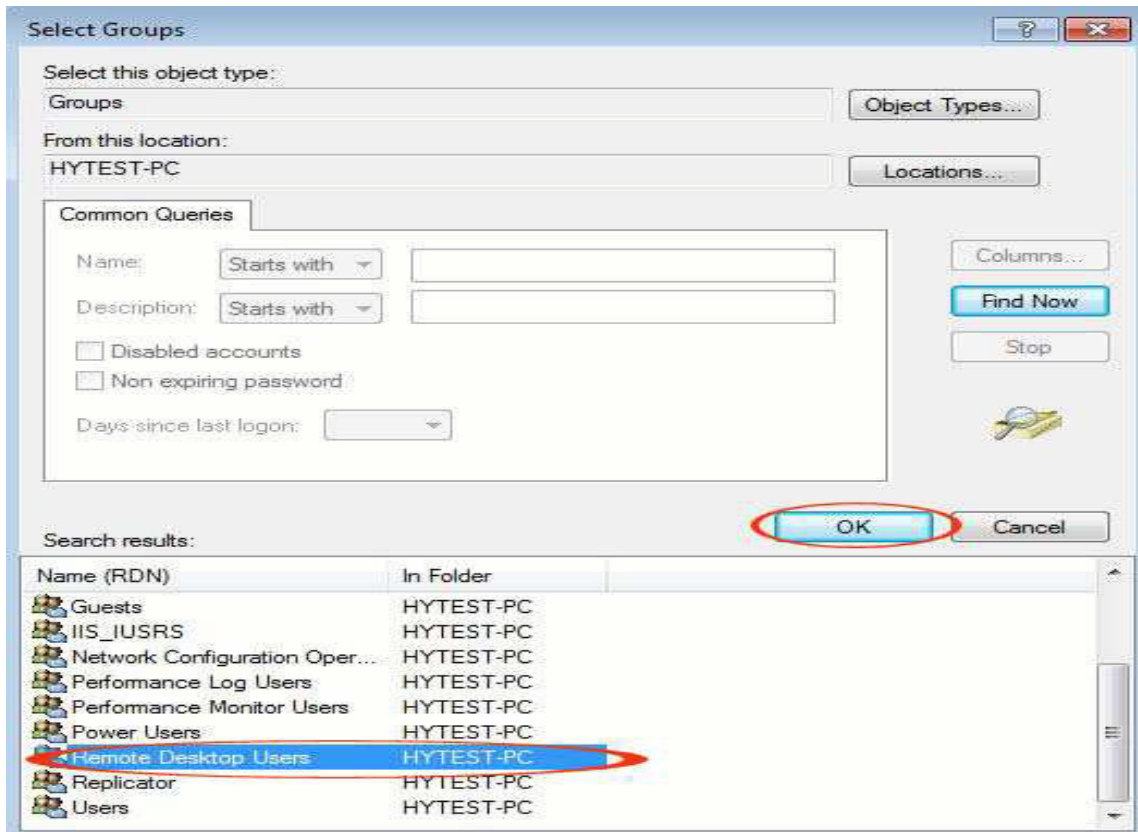 Select Groups
Select this object type:
Groups
Object Types...
From this location:
HYTEST-PC
Locations...
Common Queries
Name: Starts with
Columns...
Description: Starts with
Find Now
Disabled accounts
Stop
Non expiring password
Days since last logon:
OK Cancel
Search results:
Name (RDN) In Folder
Guests HYTEST-PC
IIS_IUSRS HYTEST-PC
Network Configuration Oper... HYTEST-PC
Performance Log Users HYTEST-PC
Performance Monitor Users HYTEST-PC
Power Users HYTEST-PC
Remote Desktop Users HYTEST-PC
Replicator HYTEST-PC
Users HYTEST-PC